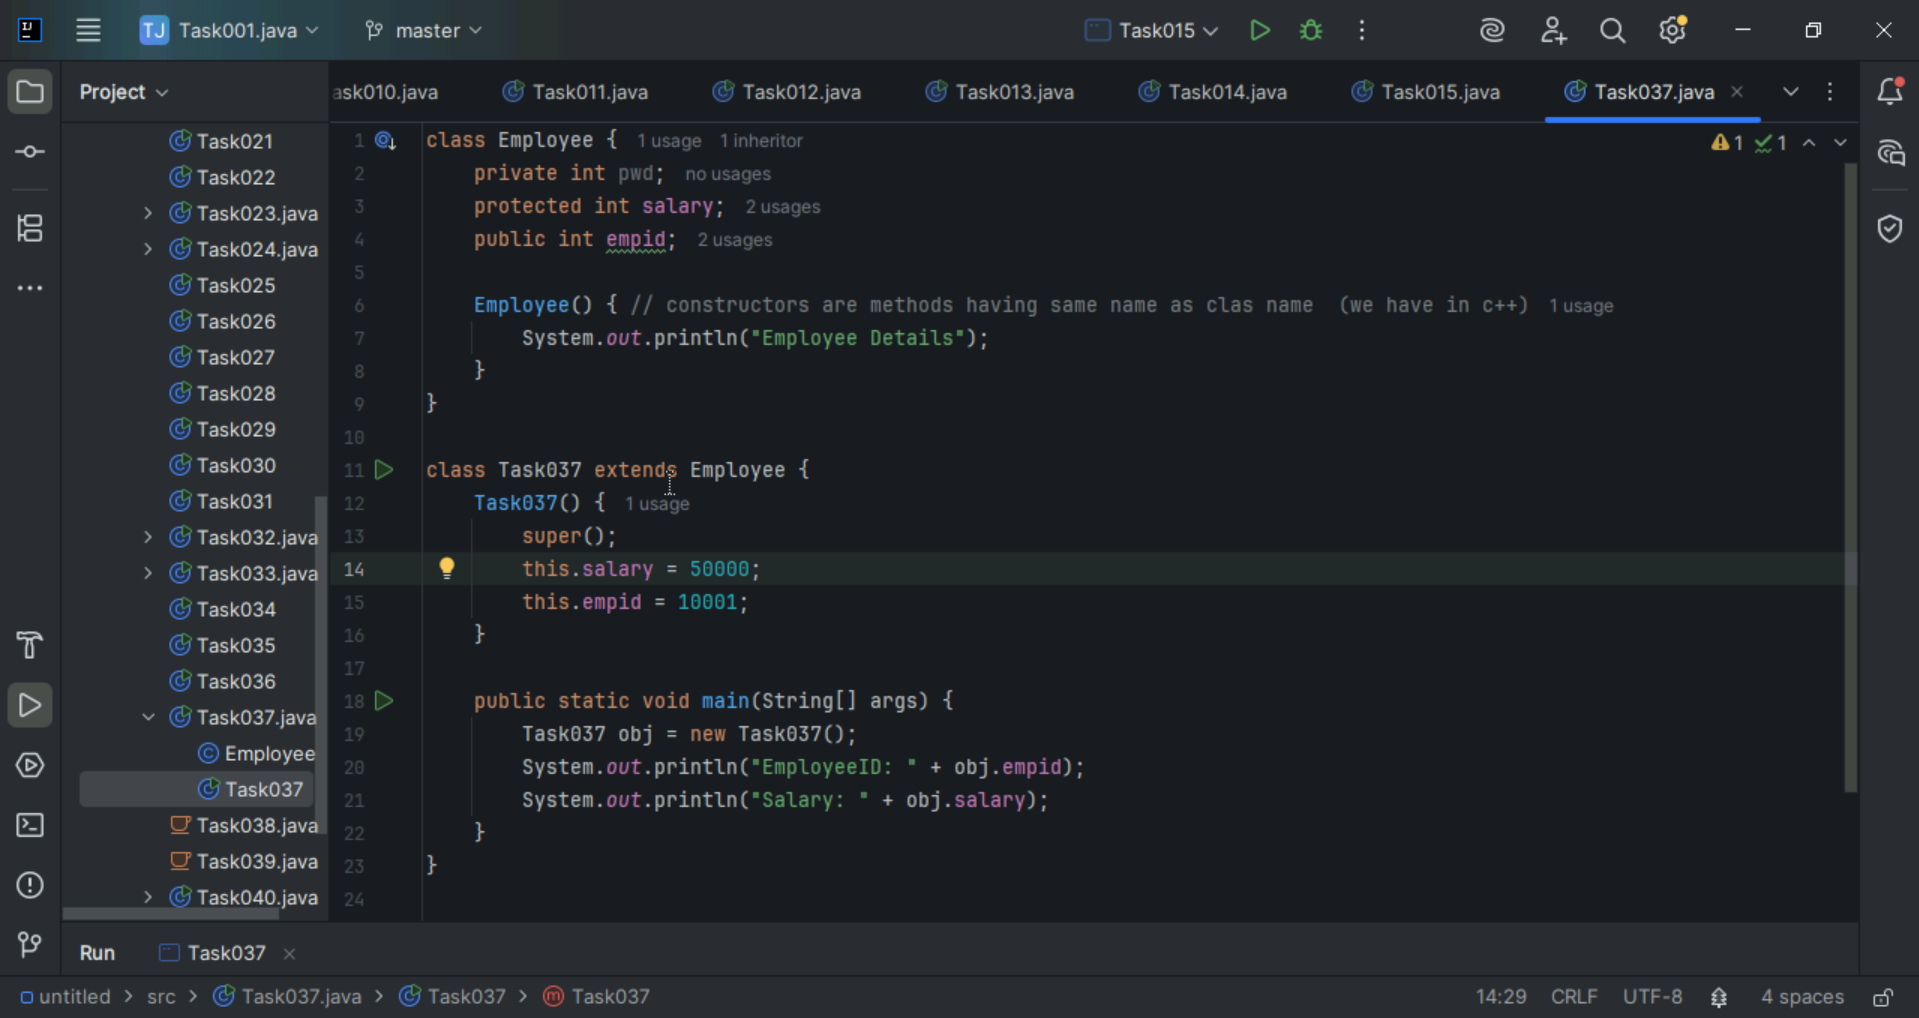 TJ Task001.java master Task015
Project
ask010.java Task011.java Task012.java Task013.java Task014.java Task015.java Task037.java
Task021
Task022
Task023.java
Task024.java
Task025
Task026
Task027
Task028
Task029
Task030
Task031
Task032.java
Task033.java
Task034
Task035
Task036
Task037.java
Employee
Task037
Task038.java
Task039.java
Task040.java
1 class Employee { 1 usage 1 inheritor
2 private int pwd; no usages
3 protected int salary; 2 usages
4 public int empid; 2 usages
5
6 Employee() { // constructors are methods having same name as clas name (we have in c++) 1 usage
7 System.out.println("Employee Details");
8 }
9 }
10
11 class Task037 extends Employee {
12 Task037() { 1 usage
13 super();
14 this.salary = 50000;
15 this.empid = 10001;
16 }
17
18 public static void main(String[] args) {
19 Task037 obj = new Task037();
20 System.out.println("EmployeeID: " + obj.empid);
21 System.out.println("Salary: " + obj.salary);
22 }
23 }
24
1 1
Run Task037
untitled > src > Task037.java > Task037 > m Task037
14:29 CRLF UTF-8 4 spaces